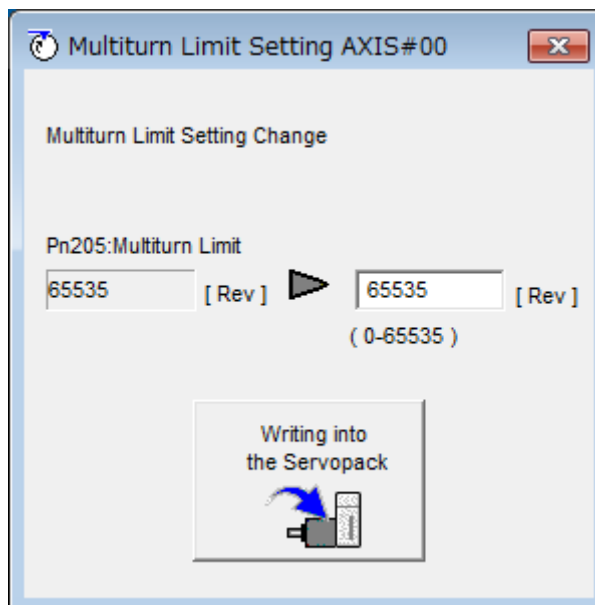 Multiturn Limit Setting AXIS#00
Multiturn Limit Setting Change
Pn205:Multiturn Limit
65535 [ Rev ] 65535 [ Rev ]
( 0-65535 )
Writing into
the Servopack